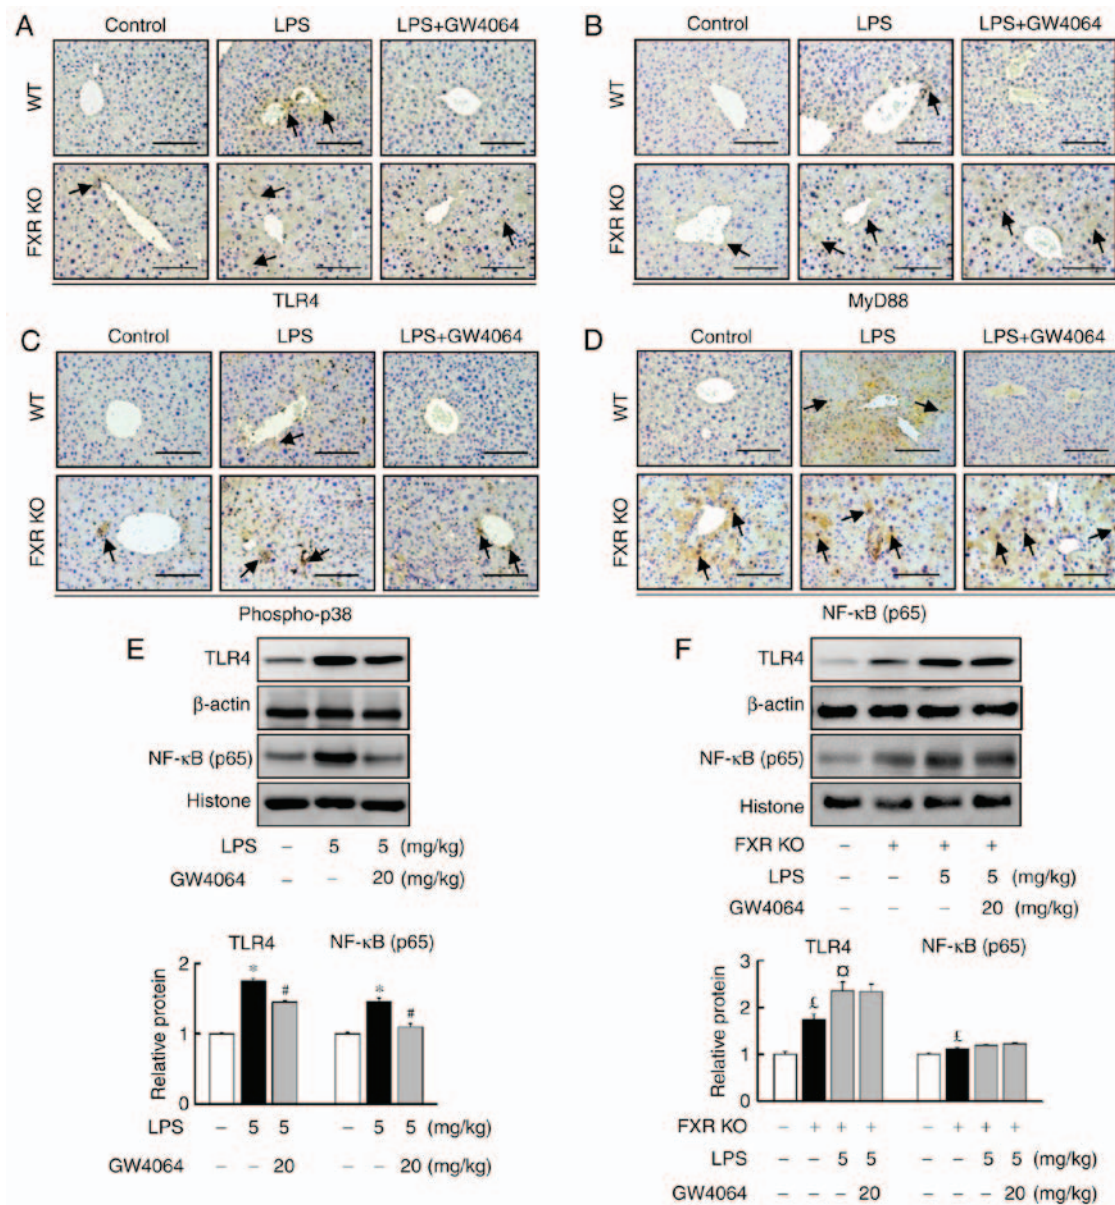 A
Control LPS LPS+GW4064
WT
FXR KO
TLR4
B
Control LPS LPS+GW4064
WT
FXR KO
MyD88
C
Control LPS LPS+GW4064
WT
FXR KO
Phospho-p38
D
Control LPS LPS+GW4064
WT
FXR KO
NF-κB (p65)
E
TLR4
β-actin
NF-κB (p65)
Histone
LPS – 5 5 (mg/kg)
GW4064 – – 20 (mg/kg)
TLR4 NF-κB (p65)
Relative protein
2
1
0
* # * #
LPS – 5 5 – 5 5 (mg/kg)
GW4064 – – 20 – – 20 (mg/kg)
F
TLR4
β-actin
NF-κB (p65)
Histone
FXR KO – + + +
LPS – – 5 5 (mg/kg)
GW4064 – – – 20 (mg/kg)
TLR4 NF-κB (p65)
Relative protein
3
2
1
0
£ ¤ £
FXR KO – + + + – + + +
LPS – – 5 5 – – 5 5 (mg/kg)
GW4064 – – – 20 – – – 20 (mg/kg)